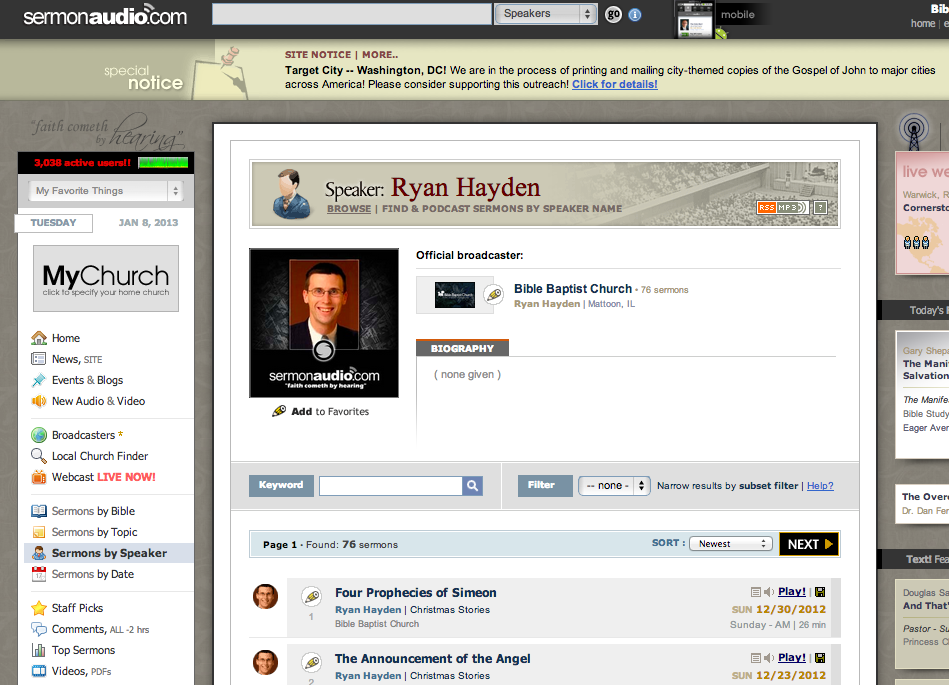 sermonaudio.com
Speakers
go
mobile
Bib
home | e
special notice
SITE NOTICE | MORE..
Target City -- Washington, DC! We are in the process of printing and mailing city-themed copies of the Gospel of John to major cities
across America! Please consider supporting this outreach! Click for details!
"faith cometh
by hearing"
3,038 active users!!
My Favorite Things
TUESDAY JAN 8, 2013
MyChurch
click to specify your home church
Home
News, SITE
Events & Blogs
New Audio & Video
Broadcasters *
Local Church Finder
Webcast LIVE NOW!
Sermons by Bible
Sermons by Topic
Sermons by Speaker
Sermons by Date
Staff Picks
Comments, ALL -2 hrs
Top Sermons
Videos, PDFs
Speaker: Ryan Hayden
BROWSE | FIND & PODCAST SERMONS BY SPEAKER NAME
RSS MP3 ?
sermonaudio.com
"faith cometh by hearing"
Add to Favorites
Official broadcaster:
Bible Baptist Church • 76 sermons
Ryan Hayden | Mattoon, IL
BIOGRAPHY
( none given )
Keyword
Filter -- none - Narrow results by subset filter | Help?
Page 1 · Found: 76 sermons
SORT : Newest NEXT
1
Four Prophecies of Simeon
Ryan Hayden | Christmas Stories
Bible Baptist Church
Play! |
SUN 12/30/2012
Sunday - AM | 26 min
2
The Announcement of the Angel
Ryan Hayden | Christmas Stories
Play! |
SUN 12/23/2012
live we
Warwick, R
Cornersto
Today's
Gary Shepa
The Mani
Salvation
The Manifes
Bible Study
Eager Aven
The Over
Dr. Dan Fer
Text! Fea
Douglas Sa
And That'
Pastor - Su
Princess C